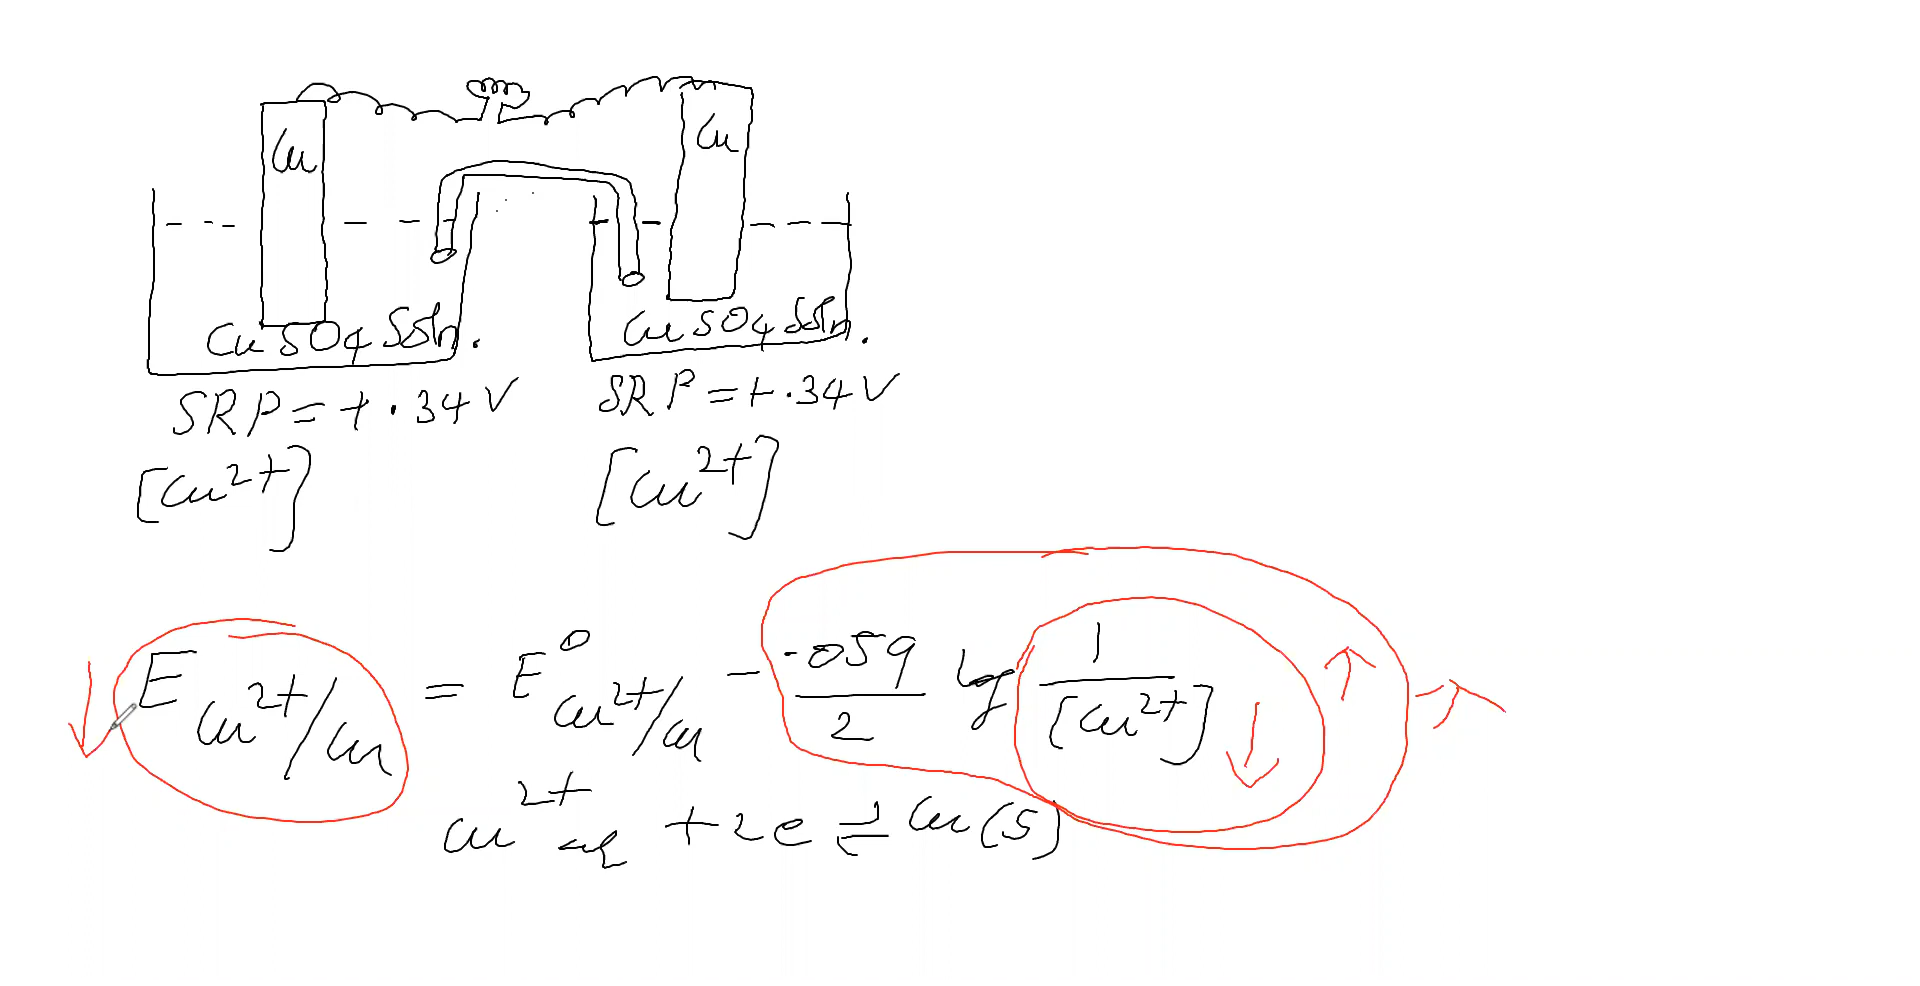 Cu Cu
CuSO4 Soln. CuSO4 Soln.
SRP = +.34V SRP = +.34V
[Cu2+] [Cu2+]
E Cu2+/Cu = E0 Cu2+/Cu - .059/2 log 1/[Cu2+] ↓ ↑
Cu2+ aq + 2e ⇌ Cu(s)